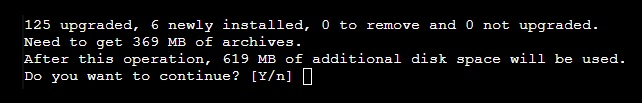 125 upgraded, 6 newly installed, 0 to remove and 0 not upgraded.
Need to get 369 MB of archives.
After this operation, 619 MB of additional disk space will be used.
Do you want to continue? [Y/n]